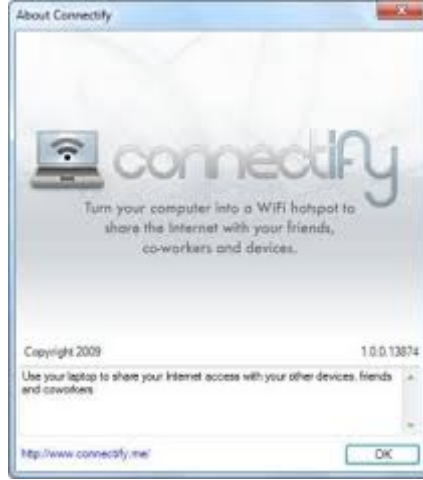 About Connectify
connectify
Turn your computer into a WiFi hotspot to
share the Internet with your friends,
co-workers and devices.
Copyright 2009
1.0.0.13874
Use your laptop to share your Internet access with your other devices, friends
and coworkers
http://www.connectify.me/
OK